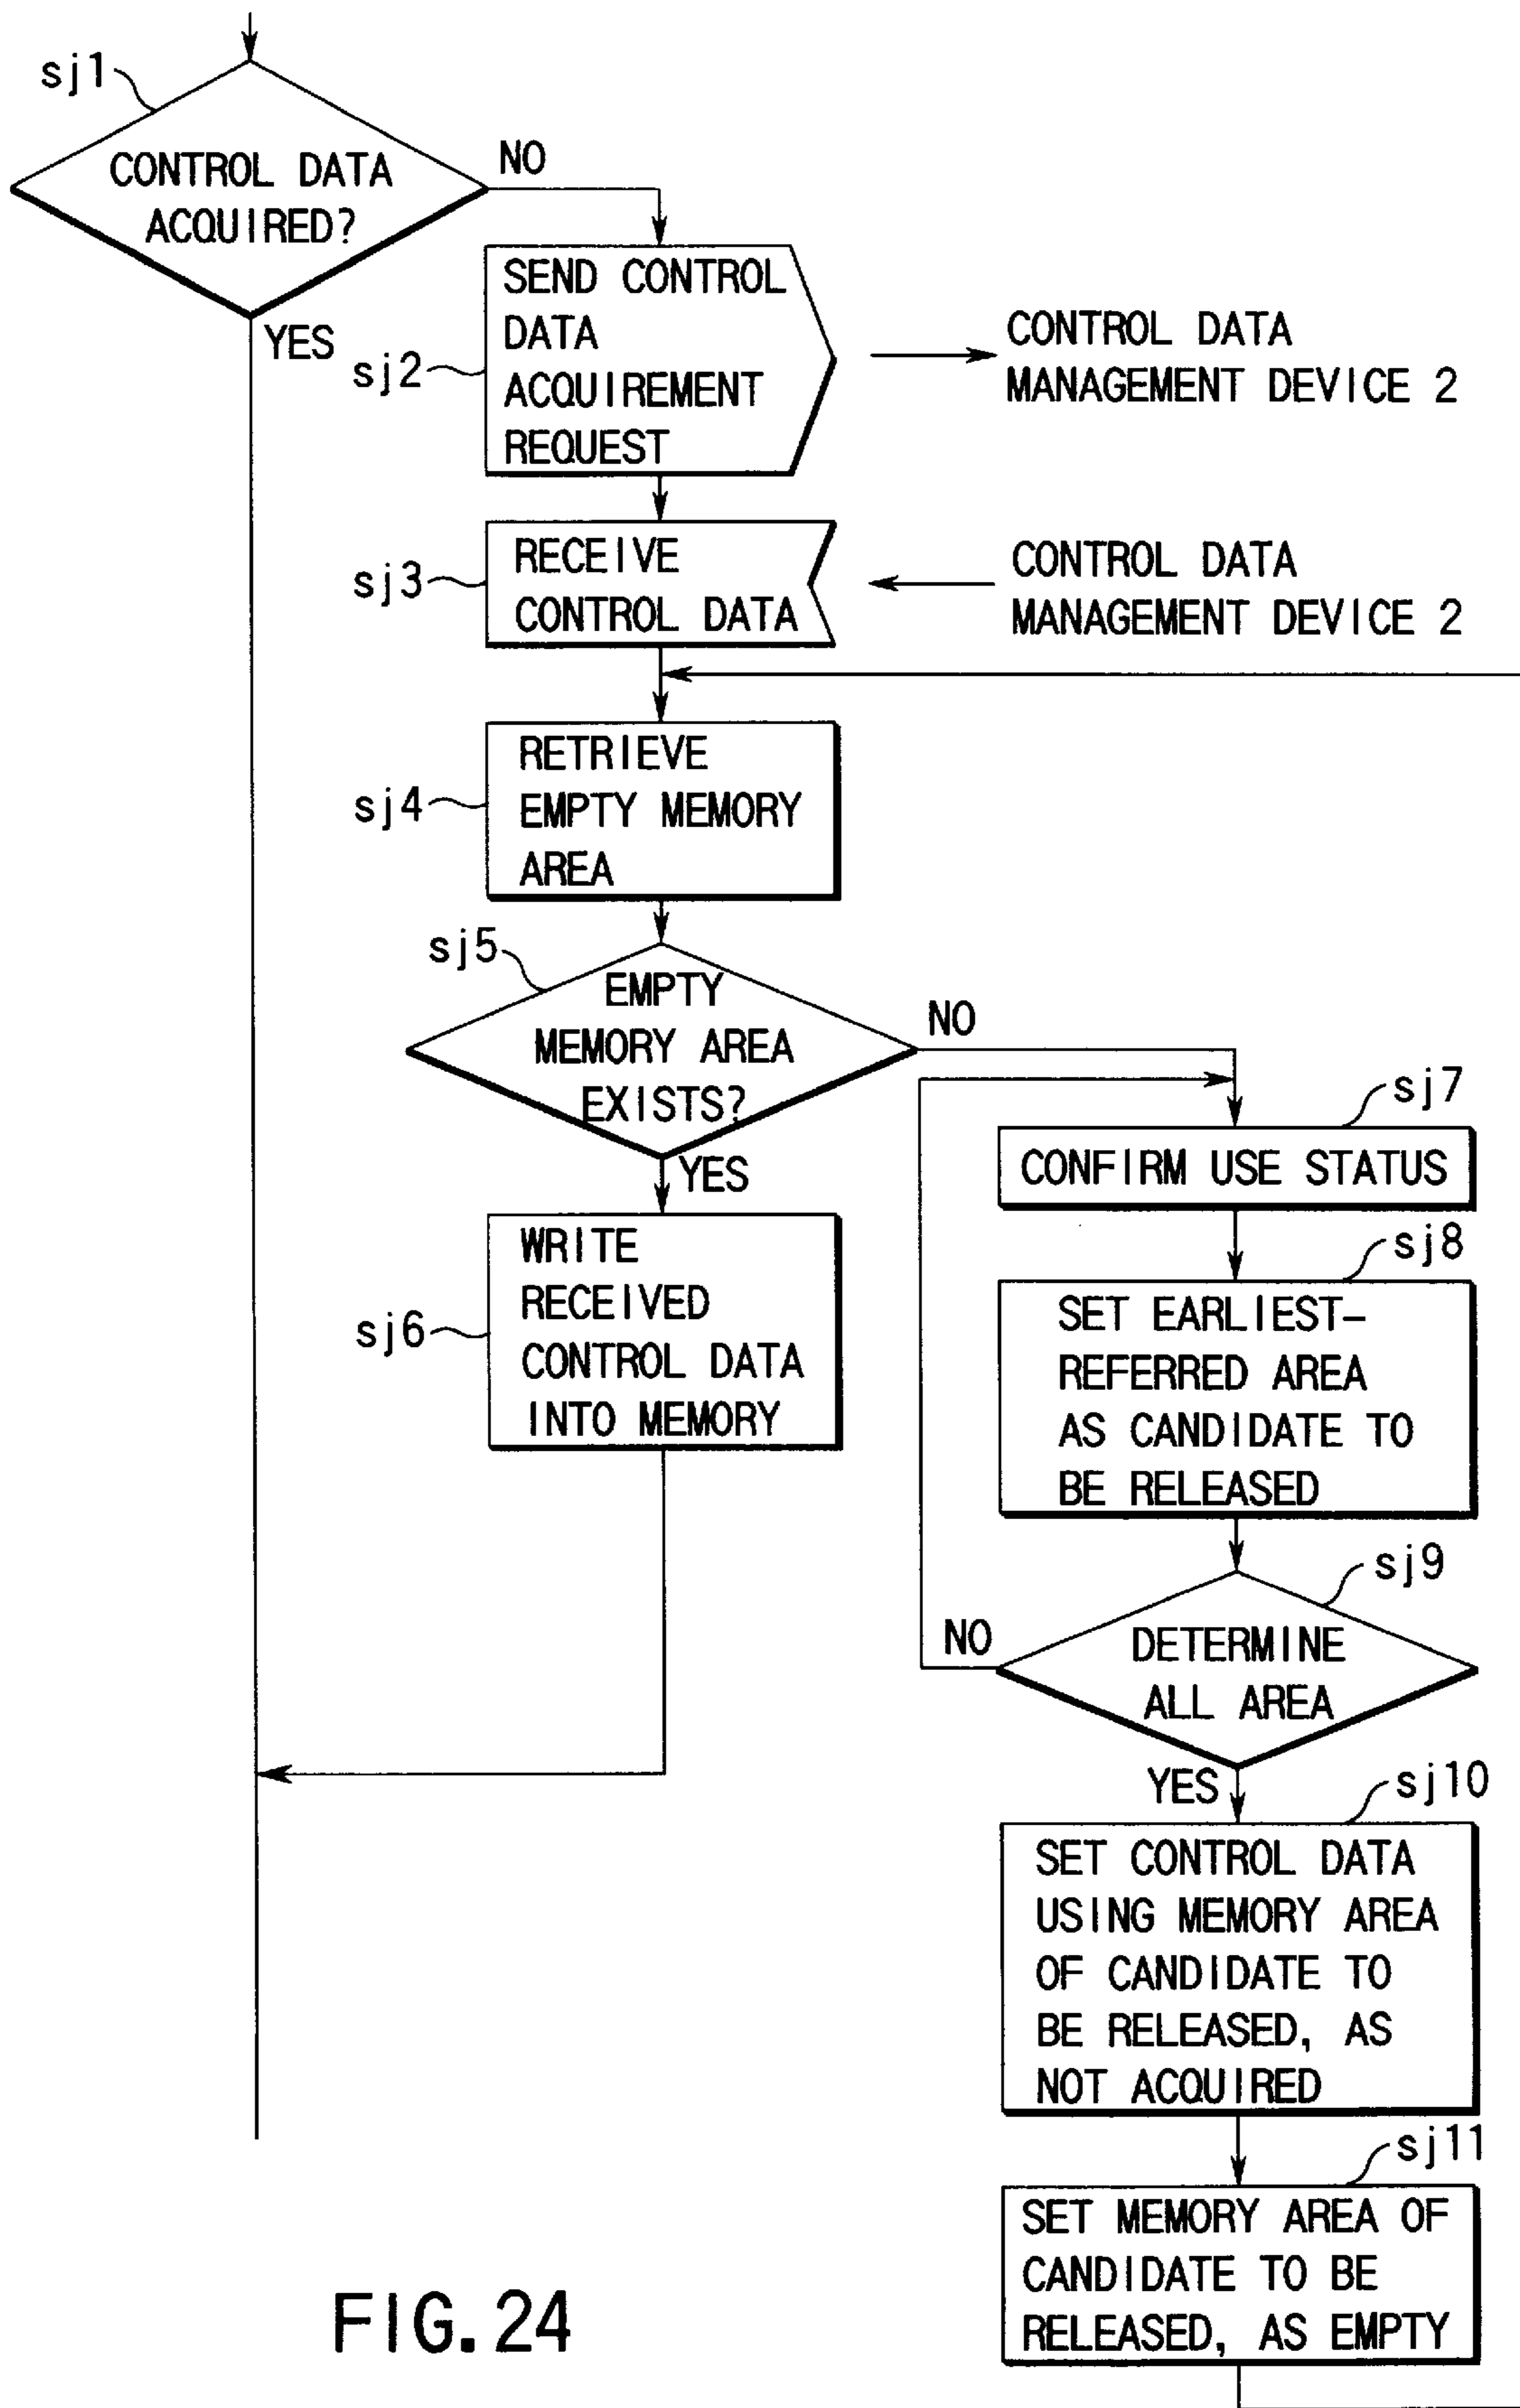 sj1
CONTROL DATA
ACQUIRED?
NO
YES
sj2
SEND CONTROL
DATA
ACQUIREMENT
REQUEST
CONTROL DATA
MANAGEMENT DEVICE 2
sj3
RECEIVE
CONTROL DATA
CONTROL DATA
MANAGEMENT DEVICE 2
sj4
RETRIEVE
EMPTY MEMORY
AREA
sj5
EMPTY
MEMORY AREA
EXISTS?
NO
YES
sj6
WRITE
RECEIVED
CONTROL DATA
INTO MEMORY
sj7
CONFIRM USE STATUS
sj8
SET EARLIEST-
REFERRED AREA
AS CANDIDATE TO
BE RELEASED
sj9
NO
DETERMINE
ALL AREA
YES
sj10
SET CONTROL DATA
USING MEMORY AREA
OF CANDIDATE TO
BE RELEASED, AS
NOT ACQUIRED
sj11
SET MEMORY AREA OF
CANDIDATE TO BE
RELEASED, AS EMPTY
FIG. 24